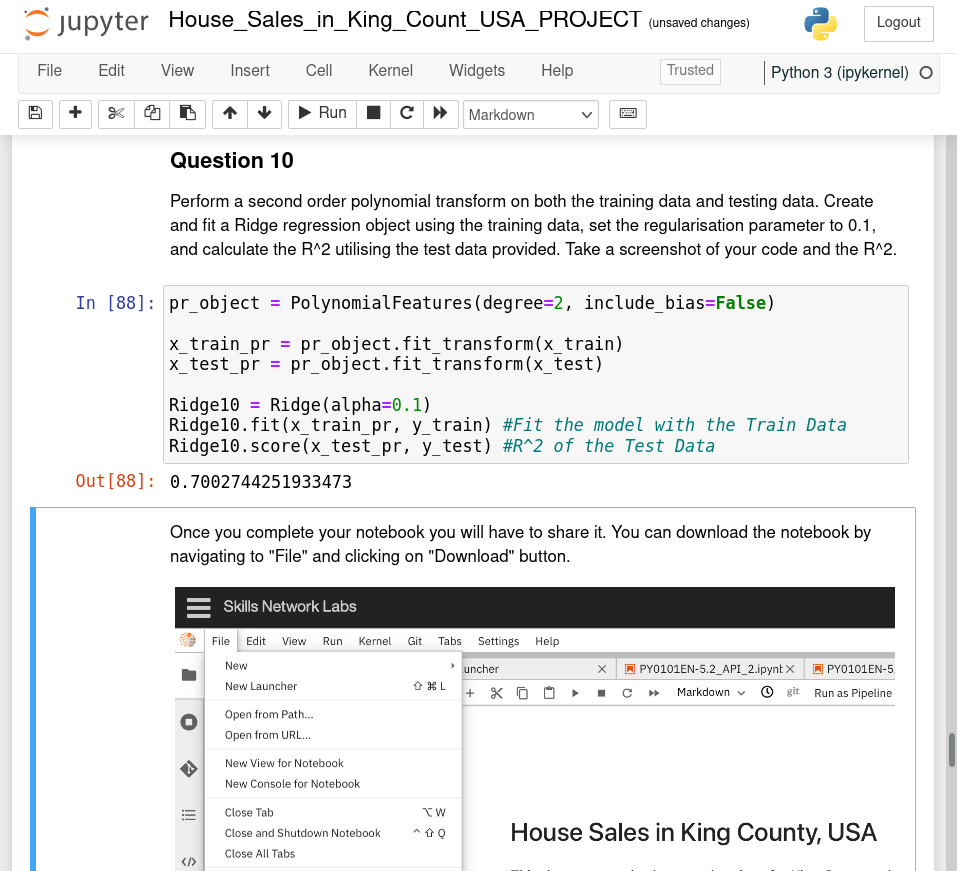 jupyter House_Sales_in_King_Count_USA_PROJECT (unsaved changes) Logout
File Edit View Insert Cell Kernel Widgets Help Trusted Python 3 (ipykernel)
Run Markdown
Question 10
Perform a second order polynomial transform on both the training data and testing data. Create
and fit a Ridge regression object using the training data, set the regularisation parameter to 0.1,
and calculate the R^2 utilising the test data provided. Take a screenshot of your code and the R^2.
In [88]: pr_object = PolynomialFeatures(degree=2, include_bias=False)
x_train_pr = pr_object.fit_transform(x_train)
x_test_pr = pr_object.fit_transform(x_test)
Ridge10 = Ridge(alpha=0.1)
Ridge10.fit(x_train_pr, y_train) #Fit the model with the Train Data
Ridge10.score(x_test_pr, y_test) #R^2 of the Test Data
Out[88]: 0.7002744251933473
Once you complete your notebook you will have to share it. You can download the notebook by
navigating to "File" and clicking on "Download" button.
Skills Network Labs
File Edit View Run Kernel Git Tabs Settings Help
New
uncher PY0101EN-5.2_API_2.ipynb PY0101EN-5.
New Launcher ⇧ ⌘ L
Markdown git Run as Pipeline
Open from Path...
Open from URL...
New View for Notebook
New Console for Notebook
Close Tab ⌥ W
Close and Shutdown Notebook ^ ⇧ Q
House Sales in King County, USA
Close All Tabs